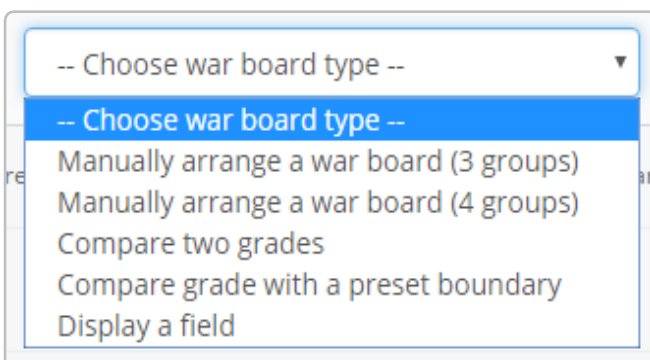 -- Choose war board type --
-- Choose war board type --
Manually arrange a war board (3 groups)
Manually arrange a war board (4 groups)
Compare two grades
Compare grade with a preset boundary
Display a field